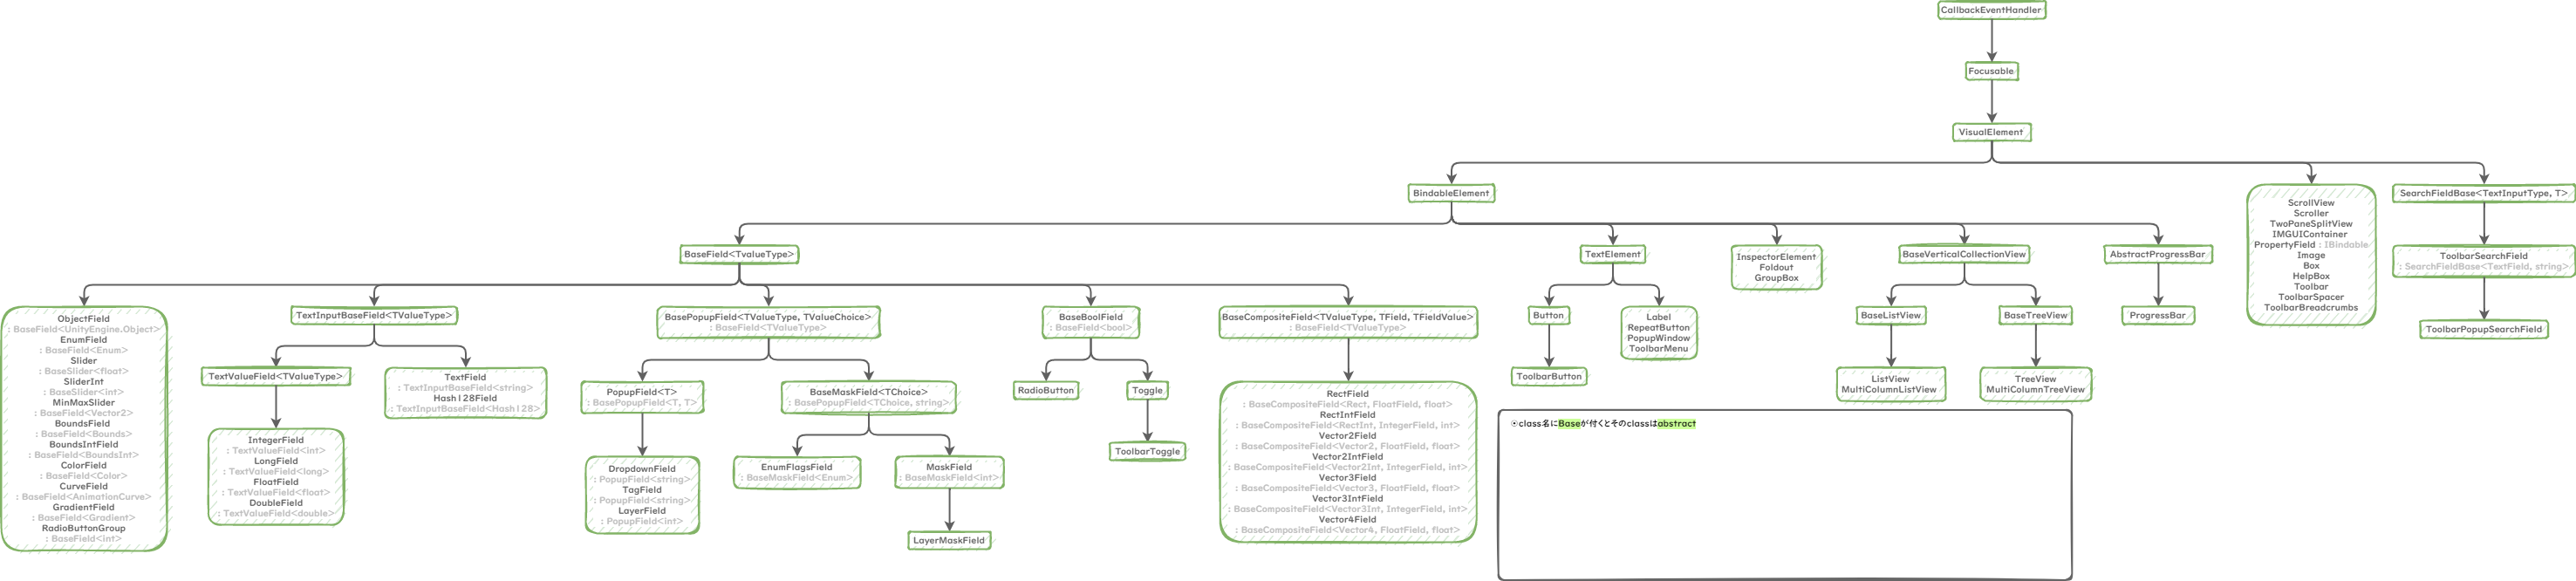 CallbackEventHandler
Focusable
VisualElement
BindableElement
ScrollView
Scroller
TwoPaneSplitView
IMGUIContainer
PropertyField : IBindable
Image
Box
HelpBox
Toolbar
ToolbarSpacer
ToolbarBreadcrumbs
SearchFieldBase<TextInputType, T>
ToolbarSearchField
: SearchFieldBase<TextField, string>
ToolbarPopupSearchField
BaseField<TvalueType>
TextElement
InspectorElement
Foldout
GroupBox
BaseVerticalCollectionView
AbstractProgressBar
ObjectField
: BaseField<UnityEngine.Object>
EnumField
: BaseField<Enum>
Slider
: BaseSlider<float>
SliderInt
: BaseSlider<int>
MinMaxSlider
: BaseField<Vector2>
BoundsField
: BaseField<Bounds>
BoundsIntField
: BaseField<BoundsInt>
ColorField
: BaseField<Color>
CurveField
: BaseField<AnimationCurve>
GradientField
: BaseField<Gradient>
RadioButtonGroup
: BaseField<int>
TextInputBaseField<TValueType>
TextValueField<TValueType>
IntegerField
: TextValueField<int>
LongField
: TextValueField<long>
FloatField
: TextValueField<float>
DoubleField
: TextValueField<double>
TextField
: TextInputBaseField<string>
Hash128Field
: TextInputBaseField<Hash128>
BasePopupField<TValueType, TValueChoice>
: BaseField<TValueType>
PopupField<T>
: BasePopupField<T, T>
DropdownField
: PopupField<string>
TagField
: PopupField<string>
LayerField
: PopupField<int>
BaseMaskField<TChoice>
: BasePopupField<TChoice, string>
EnumFlagsField
: BaseMaskField<Enum>
MaskField
: BaseMaskField<int>
LayerMaskField
BaseBoolField
: BaseField<bool>
RadioButton
Toggle
ToolbarToggle
BaseCompositeField<TValueType, TField, TFieldValue>
: BaseField<TValueType>
RectField
: BaseCompositeField<Rect, FloatField, float>
RectIntField
: BaseCompositeField<RectInt, IntegerField, int>
Vector2Field
: BaseCompositeField<Vector2, FloatField, float>
Vector2IntField
: BaseCompositeField<Vector2Int, IntegerField, int>
Vector3Field
: BaseCompositeField<Vector3, FloatField, float>
Vector3IntField
: BaseCompositeField<Vector3Int, IntegerField, int>
Vector4Field
: BaseCompositeField<Vector4, FloatField, float>
Button
ToolbarButton
Label
RepeatButton
PopupWindow
ToolbarMenu
BaseListView
ListView
MultiColumnListView
BaseTreeView
TreeView
MultiColumnTreeView
ProgressBar
※class名にBaseが付くとそのclassはabstract